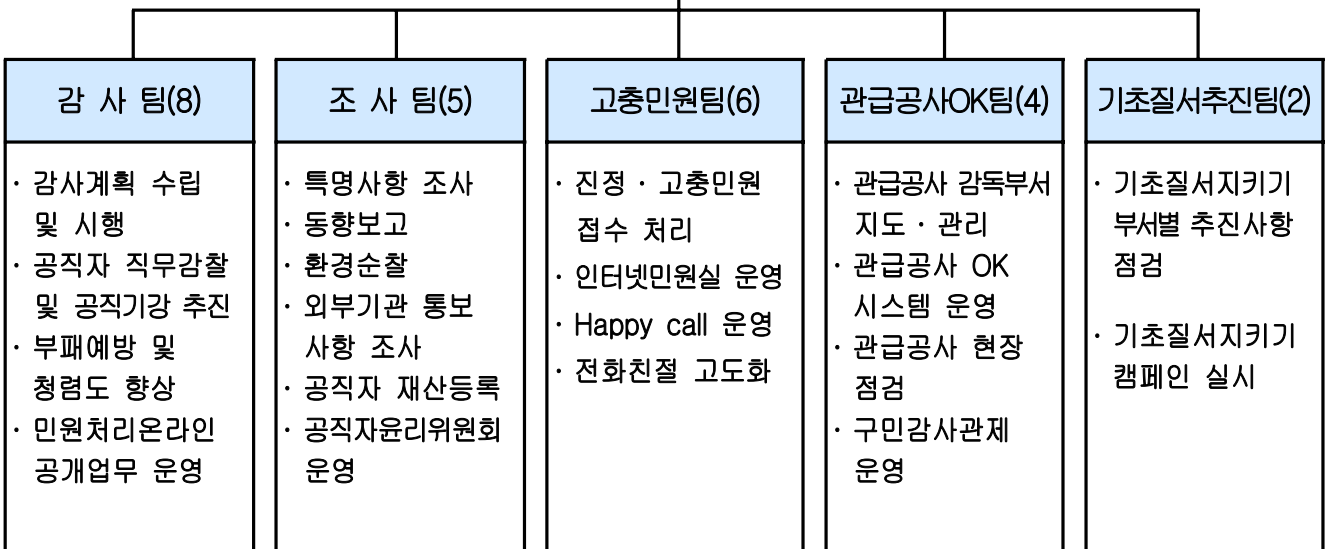 감 사 팀(8)
· 감사계획 수립
및 시행
· 공직자 직무감찰
및 공직기강 추진
· 부패예방 및
청렴도 향상
· 민원처리온라인
공개업무 운영
조 사 팀(5)
· 특명사항 조사
· 동향보고
· 환경순찰
· 외부기관 통보
사항 조사
· 공직자 재산등록
· 공직자윤리위원회
운영
고충민원팀(6)
· 진정 · 고충민원
접수 처리
· 인터넷민원실 운영
· Happy call 운영
· 전화친절 고도화
관급공사OK팀(4)
· 관급공사 감독부서
지도 · 관리
· 관급공사 OK
시스템 운영
· 관급공사 현장
점검
· 구민감사관제
운영
기초질서추진팀(2)
· 기초질서지키기
부서별 추진사항
점검
· 기초질서지키기
캠페인 실시